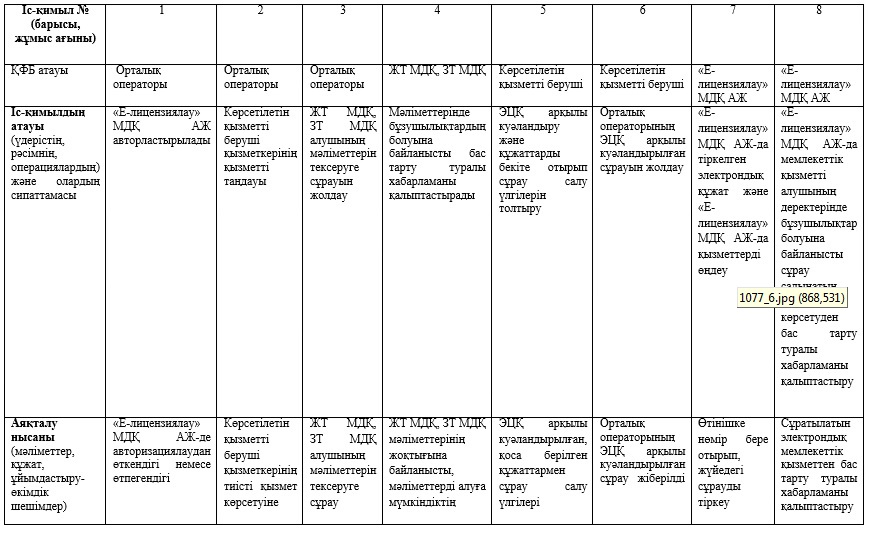 Іс-қимыл №
(барысы,
жұмыс ағыны)
1
2
3
4
5
6
7
8
ҚФБ атауы
Орталық
операторы
Орталық
операторы
Орталық
операторы
ЖТ МДҚ, ЗТ МДҚ
Көрсетілетін
қызметті беруші
Көрсетілетін
қызметті беруші
«Е-
лицензиялау»
МДҚ АЖ
«Е-
лицензиялау»
МДҚ АЖ
Іс-қимылдың
атауы
(үдерістің,
рәсімнің,
операциялардың)
және олардың
сипаттамасы
«Е-лицензиялау»
МДҚ АЖ
авторластырылады
Көрсетілетін
қызметті
беруші
қызметкерінің
қызметті
таңдауы
ЖТ МДҚ,
ЗТ МДҚ
алушының
мәліметтерін
тексеруге
сұрауын
жолдау
Мәліметтерінде
бұзушылықтардың
болуына
байланысты бас
тарту туралы
хабарламаны
қалыптастырады
ЭЦҚ арқылы
куәландыру
және
құжаттарды
бекіте отырып
сұрау салу
үлгілерін
толтыру
Орталық
операторының
ЭЦҚ арқылы
куәландырылған
сұрауын жолдау
«Е-
лицензиялау»
МДҚ АЖ-да
тіркелген
электрондық
құжат және
«Е-
лицензиялау»
МДҚ АЖ-да
қызметтерді
өңдеу
«Е-
лицензиялау»
МДҚ АЖ-да
мемлекеттік
қызметті
алушының
деректерінде
бұзушылықтар
болуына
байланысты
сұрау
1077_6.jpg (868,531)
көрсетуден
бас тарту
туралы
хабарламаны
қалыптастыру
Аяқталу
нысаны
(мәліметтер,
құжат,
ұйымдастыру-
өкімдік
шешімдер)
«Е-лицензиялау»
МДҚ АЖ-де
авторизациялаудан
өткендігі немесе
өтпегендігі
Көрсетілетін
қызметті
беруші
қызметкерінің
тиісті қызмет
көрсетуіне
ЖТ МДҚ,
ЗТ МДҚ
алушының
мәліметтерін
тексеруге
сұрау
ЖТ МДҚ, ЗТ МДҚ
мәліметтерінің
жоқтығына
байланысты,
мәліметтерді алуға
мүмкіндіктің
ЭЦҚ арқылы
куәландырылған,
қоса берілген
құжаттармен
сұрау салу
үлгілері
Орталық
операторының
ЭЦҚ арқылы
куәландырылған
сұрау жіберілді
Өтінішке
нөмір бере
отырып,
жүйедегі
сұрауды
тіркеу
Сұратылатын
электрондық
мемлекеттік
қызметтен бас
тарту туралы
хабарламаны
қалыптастыру